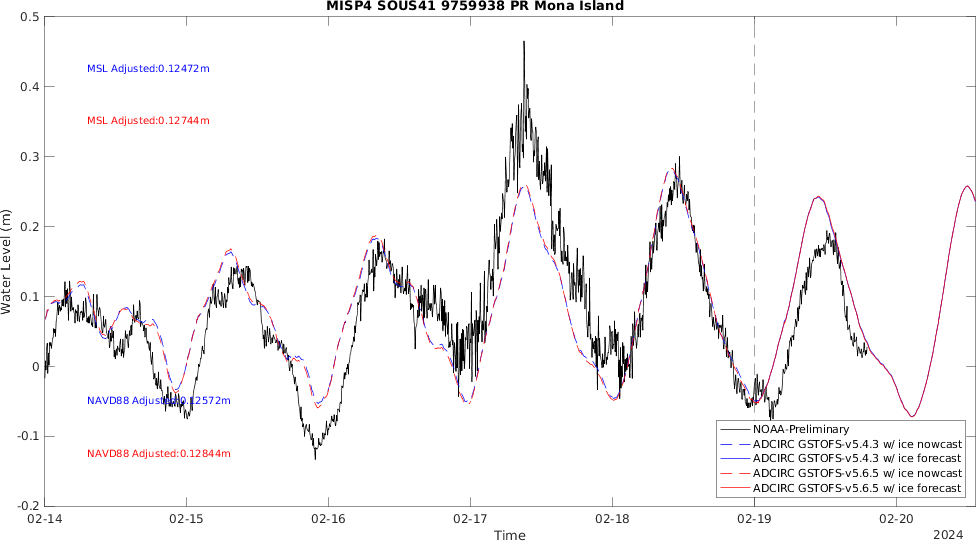 MISP4 SOUS41 9759938 PR Mona Island
0.5
0.4
0.3
0.2
0.1
0
-0.1
-0.2
Water Level (m)
MSL Adjusted:0.12472m
MSL Adjusted:0.12744m
NAVD88 Adjusted:0.12572m
NAVD88 Adjusted:0.12844m
NOAA-Preliminary
ADCIRC GSTOFS-v5.4.3 w/ ice nowcast
ADCIRC GSTOFS-v5.4.3 w/ ice forecast
ADCIRC GSTOFS-v5.6.5 w/ ice nowcast
ADCIRC GSTOFS-v5.6.5 w/ ice forecast
02-14 02-15 02-16 02-17 02-18 02-19 02-20
Time
2024